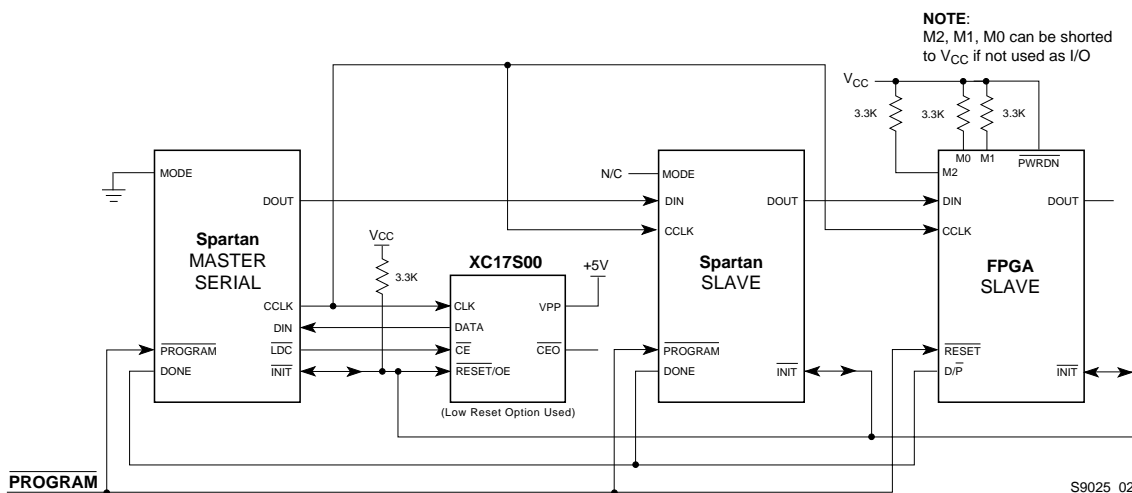 NOTE:
M2, M1, M0 can be shorted
to VCC if not used as I/O
VCC
3.3K
3.3K
3.3K
MODE
DOUT
Spartan
MASTER
SERIAL
CCLK
DIN
PROGRAM
LDC
DONE
INIT
VCC
3.3K
XC17S00
+5V
CLK
VPP
DATA
CE
CEO
RESET/OE
(Low Reset Option Used)
N/C
MODE
DIN
DOUT
CCLK
Spartan
SLAVE
PROGRAM
DONE
INIT
M0
M1
PWRDN
M2
DIN
DOUT
CCLK
FPGA
SLAVE
RESET
D/P
INIT
PROGRAM
S9025_02